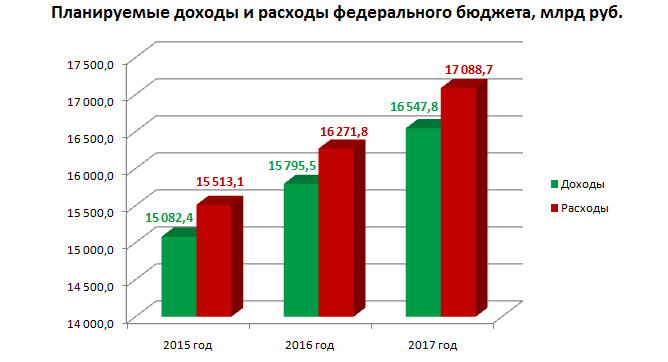 Планируемые доходы и расходы федерального бюджета, млрд руб.
17 500,0
17 000,0
16 500,0
16 000,0
15 500,0
15 000,0
14 500,0
14 000,0
15 082,4
15 513,1
15 795,5
16 271,8
16 547,8
17 088,7
2015 год
2016 год
2017 год
Доходы
Расходы